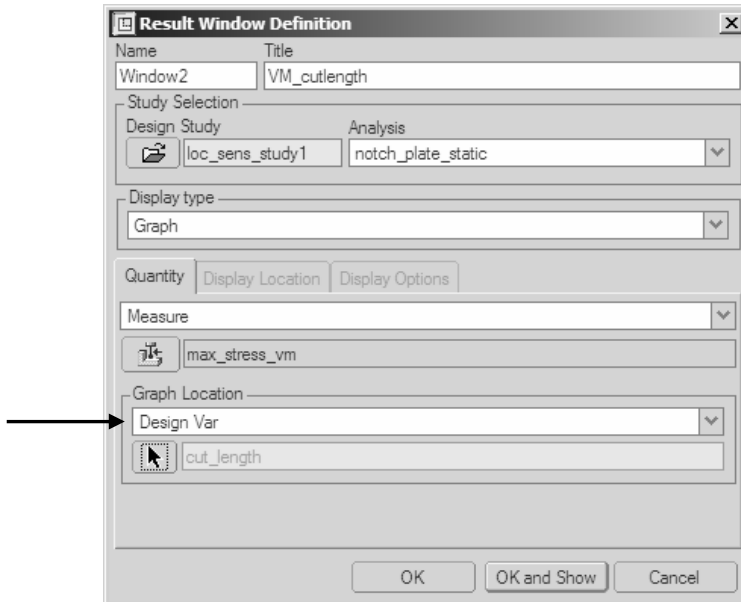 Result Window Definition
Name Title
Window2 VM_cutlength
Study Selection
Design Study Analysis
loc_sens_study1 notch_plate_static
Display type
Graph
Quantity Display Location Display Options
Measure
max_stress_vm
Graph Location
Design Var
cut_length
OK OK and Show Cancel